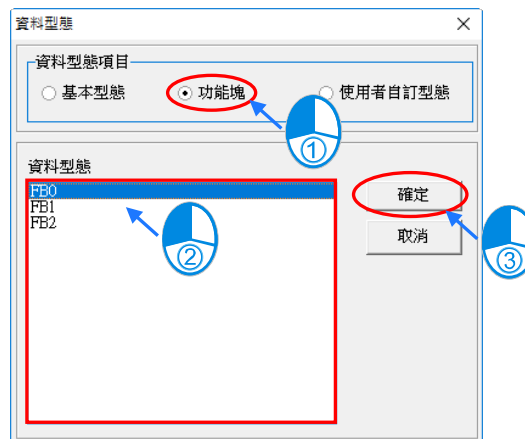 資料型態
資料型態項目
基本型態
功能塊
使用者自訂型態
①
資料型態
FB0
FB1
FB2
②
確定
③
取消